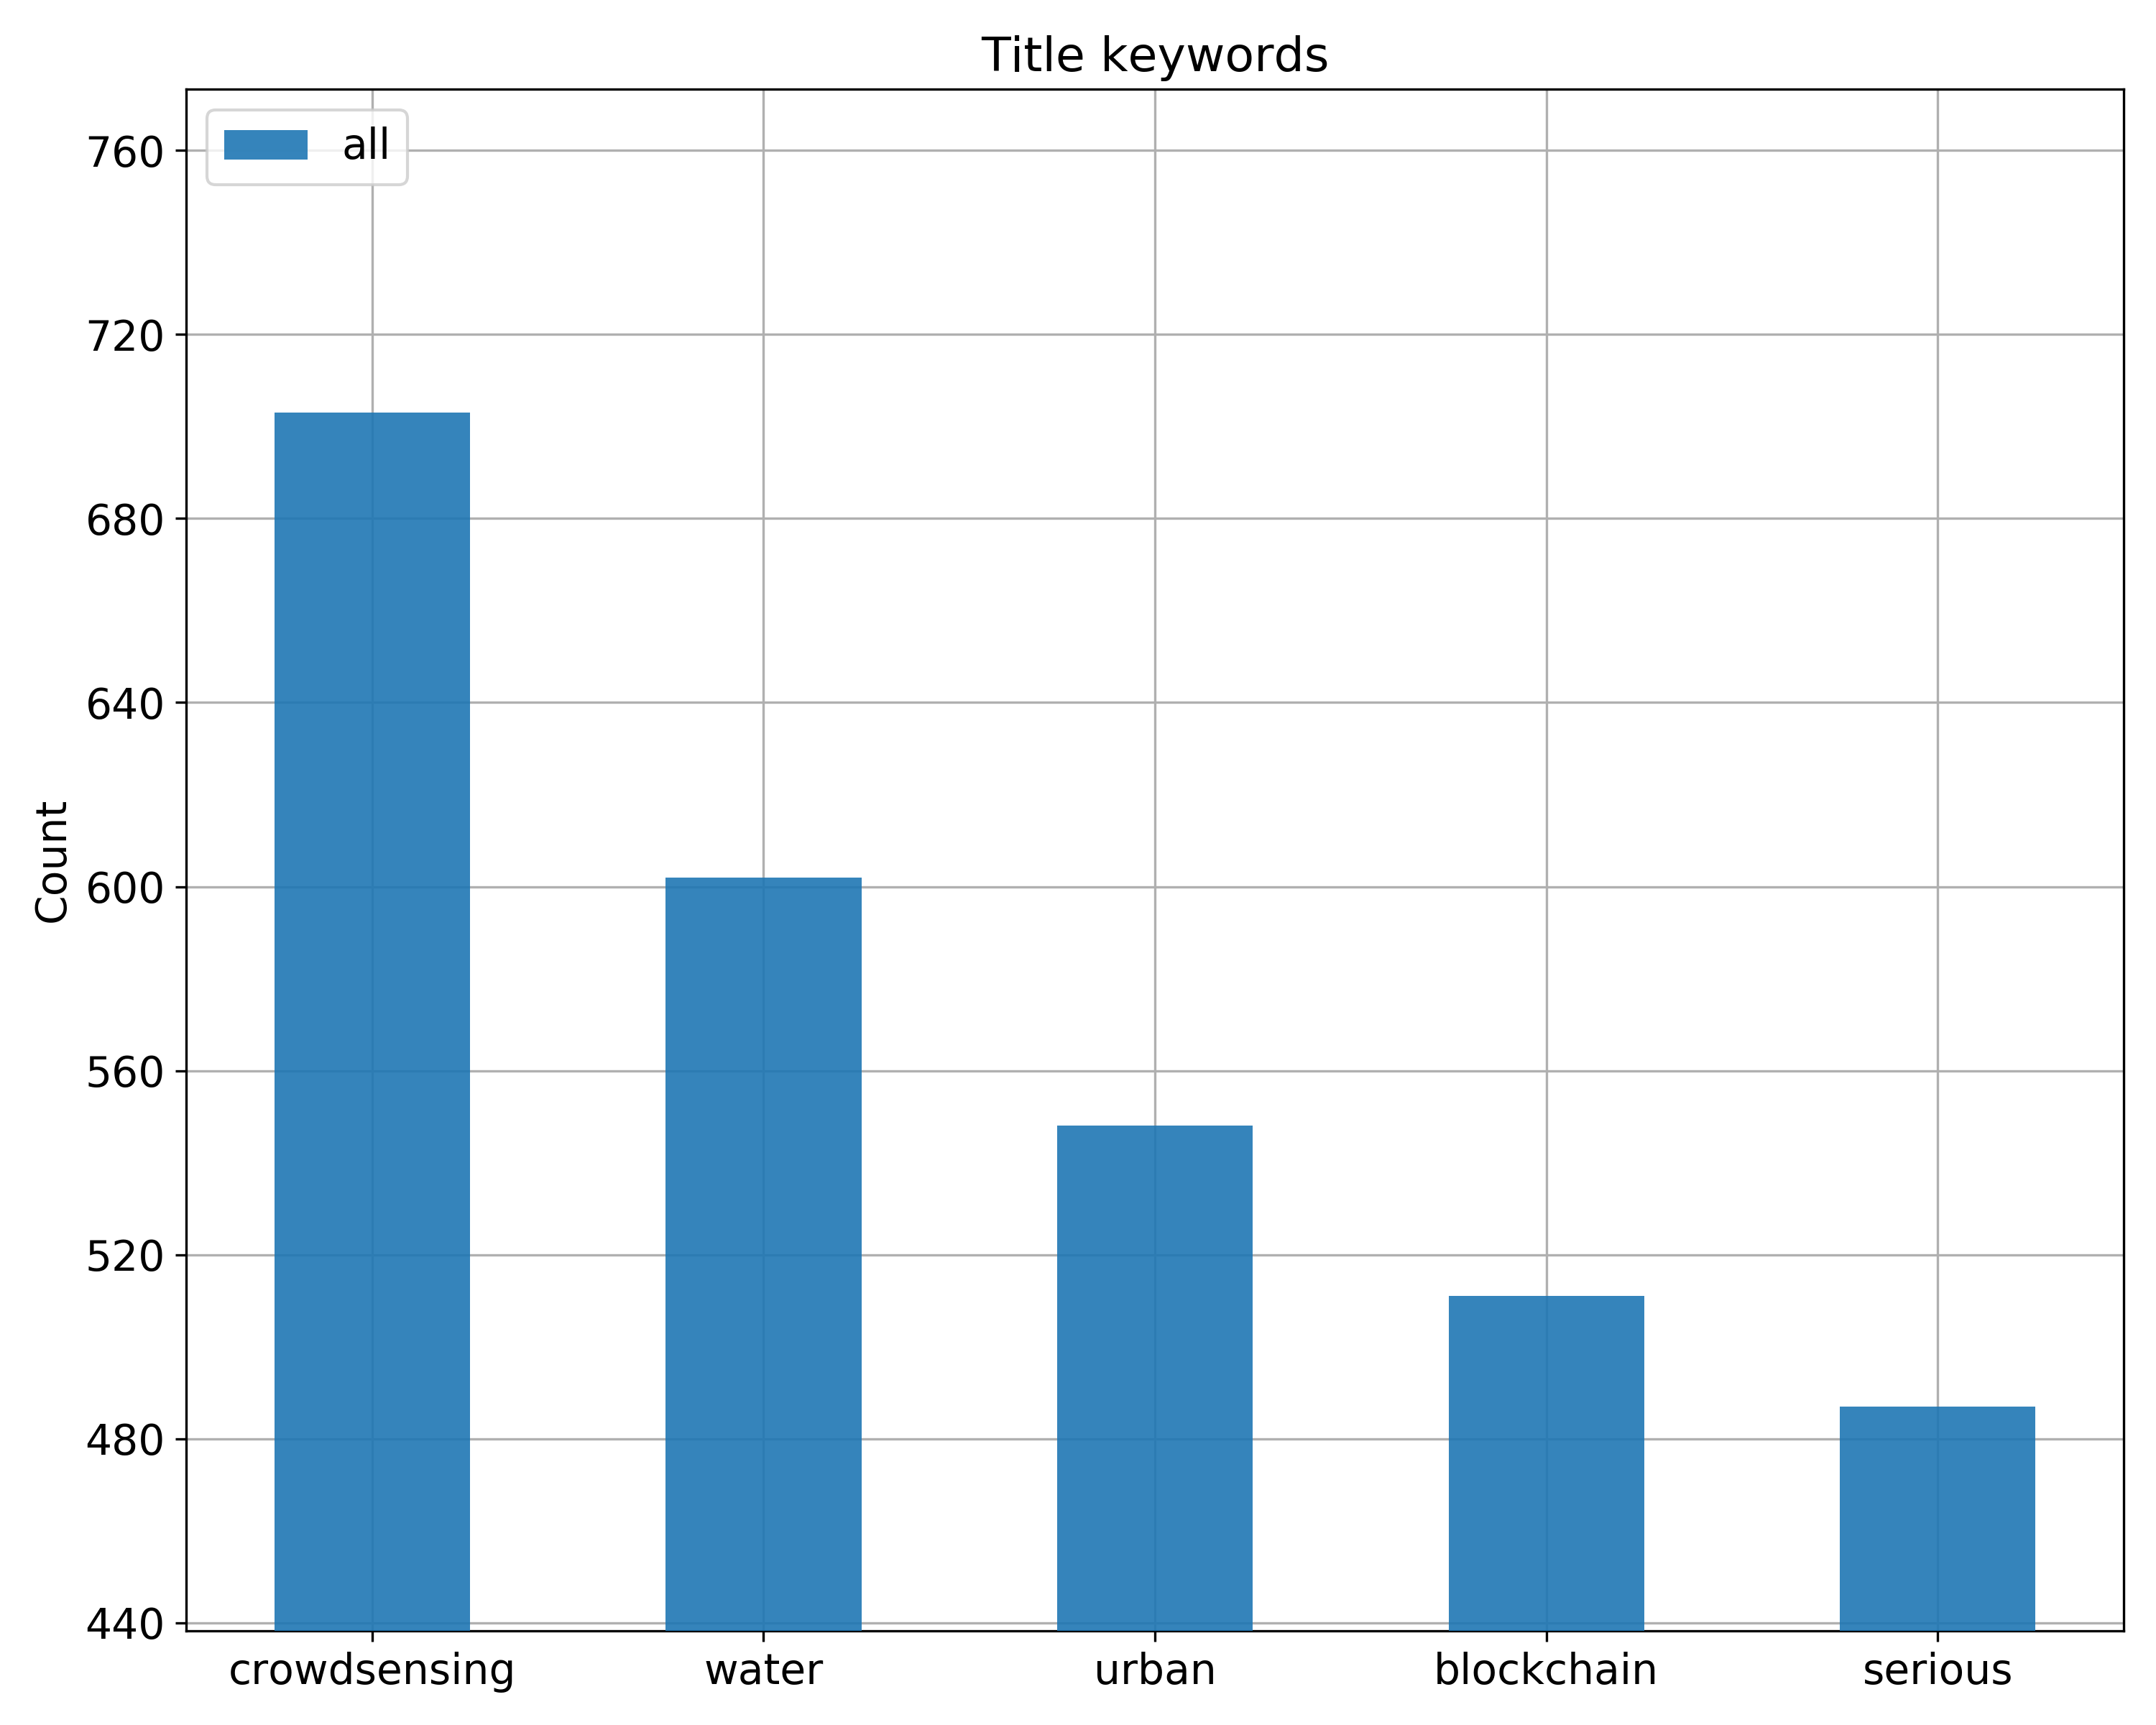 Title keywords
all
760
720
680
640
600
560
520
480
440
Count
crowdsensing
water
urban
blockchain
serious